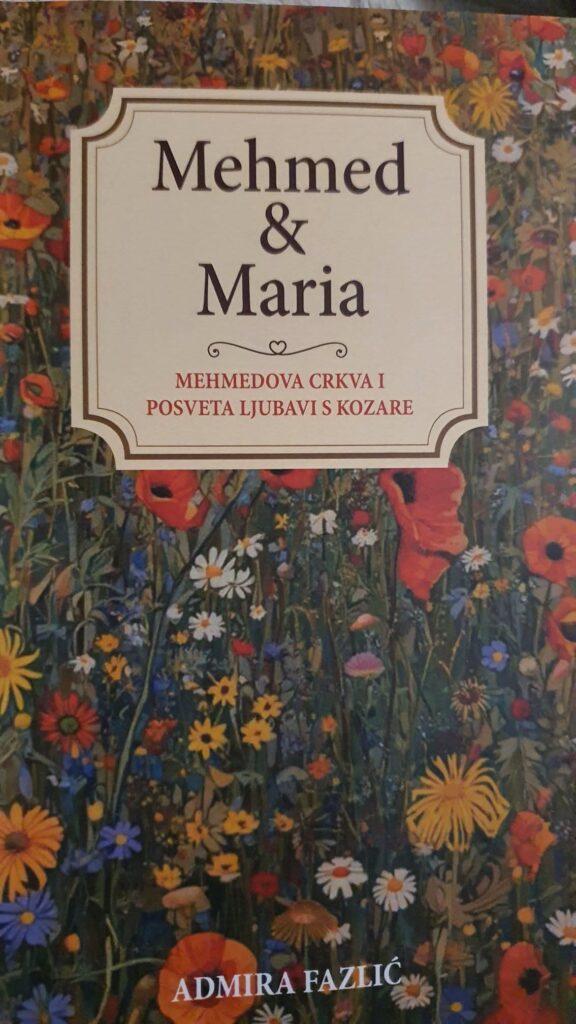 Mehmed
&
Maria
MEHMEDOVA CRKVA I
POSVETA LJUBAVI S KOZARE
ADMIRA FAZLIĆ